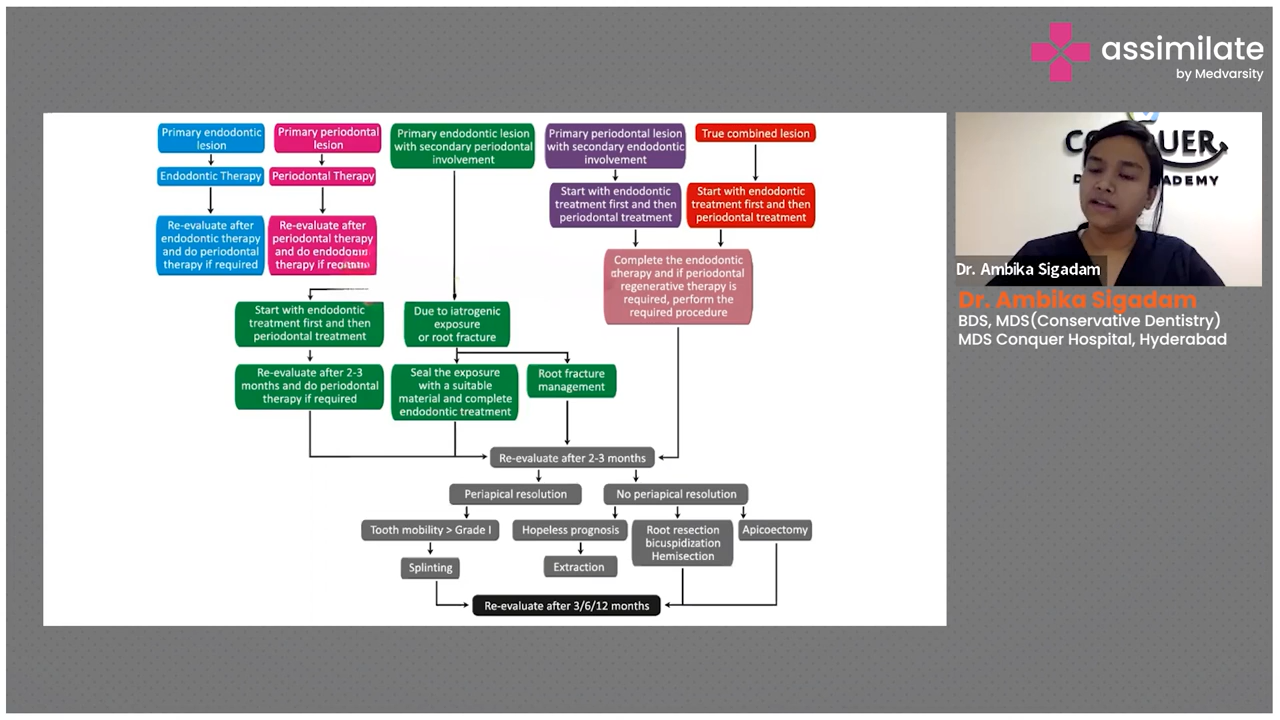 assimilate
by Medvarsity
Primary endodontic
lesion
Endodontic Therapy
Re-evaluate after
endodontic therapy
and do periodontal
therapy if required
Primary periodontal
lesion
Periodontal Therapy
Re-evaluate after
periodontal therapy
and do endodontic
therapy if required
Primary endodontic lesion
with secondary periodontal
involvement
Primary periodontal lesion
with secondary endodontic
involvement
Start with endodontic
treatment first and then
periodontal treatment
True combined lesion
Start with endodontic
treatment first and then
periodontal treatment
Complete the endodontic
therapy and if periodontal
regenerative therapy is
required, perform the
required procedure
Start with endodontic
treatment first and then
periodontal treatment
Re-evaluate after 2-3
months and do periodontal
therapy if required
Due to iatrogenic
exposure
or root fracture
Seal the exposure
with a suitable
material and complete
endodontic treatment
Root fracture
management
Re-evaluate after 2-3 months
Periapical resolution
No periapical resolution
Tooth mobility > Grade I
Hopeless prognosis
Root resection
bicuspidization
Hemisection
Apicoectomy
Splinting
Extraction
Re-evaluate after 3/6/12 months
UER
ADEMY
Dr. Ambika Sigadam
Dr. Ambika Sigadam
BDS, MDS(Conservative Dentistry)
MDS Conquer Hospital, Hyderabad